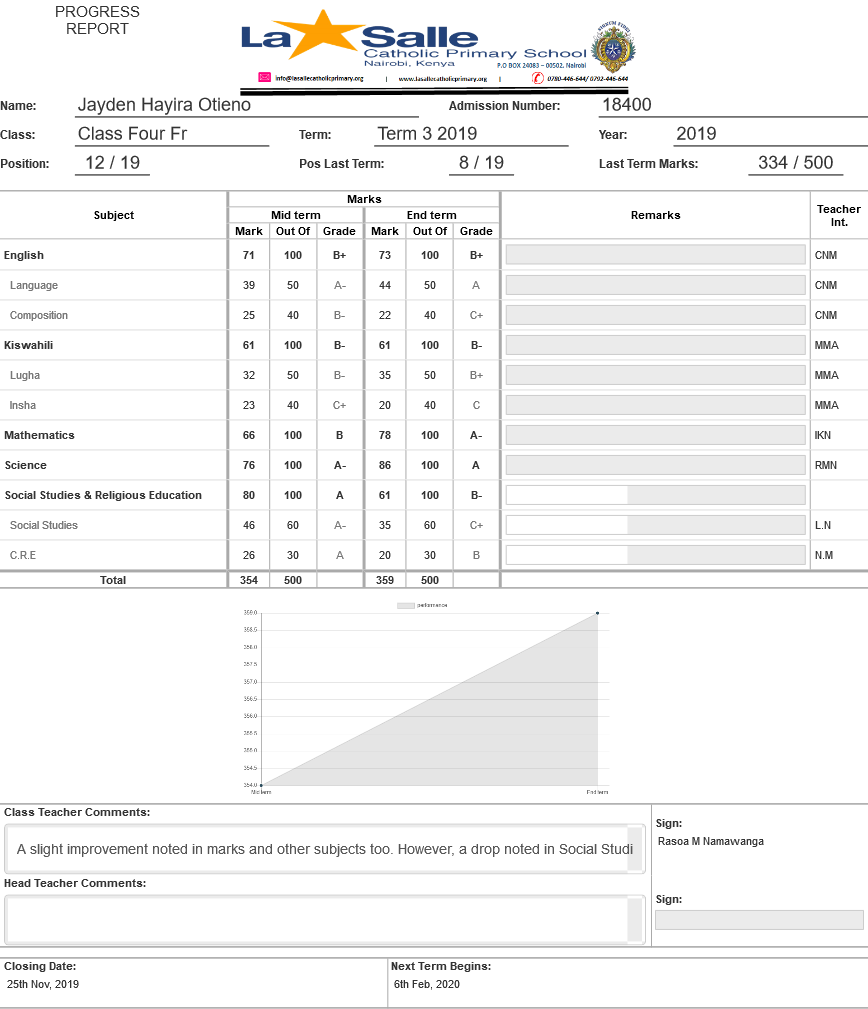 PROGRESS
REPORT
La Salle
Catholic Primary School
Nairobi, Kenya
P.O BOX 24083 – 00502, Nairobi
info@lasallecatholicprimary.org | www.lasallecatholicprimary.org | 0780-446-644/ 0792-446-644
Name: Jayden Hayira Otieno Admission Number: 18400
Class: Class Four Fr Term: Term 3 2019 Year: 2019
Position: 12 / 19 Pos Last Term: 8 / 19 Last Term Marks: 334 / 500
Subject Marks Remarks Teacher Int.
Mid term End term
Mark Out Of Grade Mark Out Of Grade
English 71 100 B+ 73 100 B+ CNM
Language 39 50 A- 44 50 A CNM
Composition 25 40 B- 22 40 C+ CNM
Kiswahili 61 100 B- 61 100 B- MMA
Lugha 32 50 B- 35 50 B+ MMA
Insha 23 40 C+ 20 40 C MMA
Mathematics 66 100 B 78 100 A- IKN
Science 76 100 A- 86 100 A RMN
Social Studies & Religious Education 80 100 A 61 100 B-
Social Studies 46 60 A- 35 60 C+ L.N
C.R.E 26 30 A 20 30 B N.M
Total 354 500 359 500
performance
359.0
358.5
358.0
357.5
357.0
356.5
356.0
355.5
355.0
354.5
354.0
Mid term End term
Class Teacher Comments:
A slight improvement noted in marks and other subjects too. However, a drop noted in Social Studi
Sign:
Rasoa M Namawanga
Head Teacher Comments:
Sign:
Closing Date: Next Term Begins:
25th Nov, 2019 6th Feb, 2020